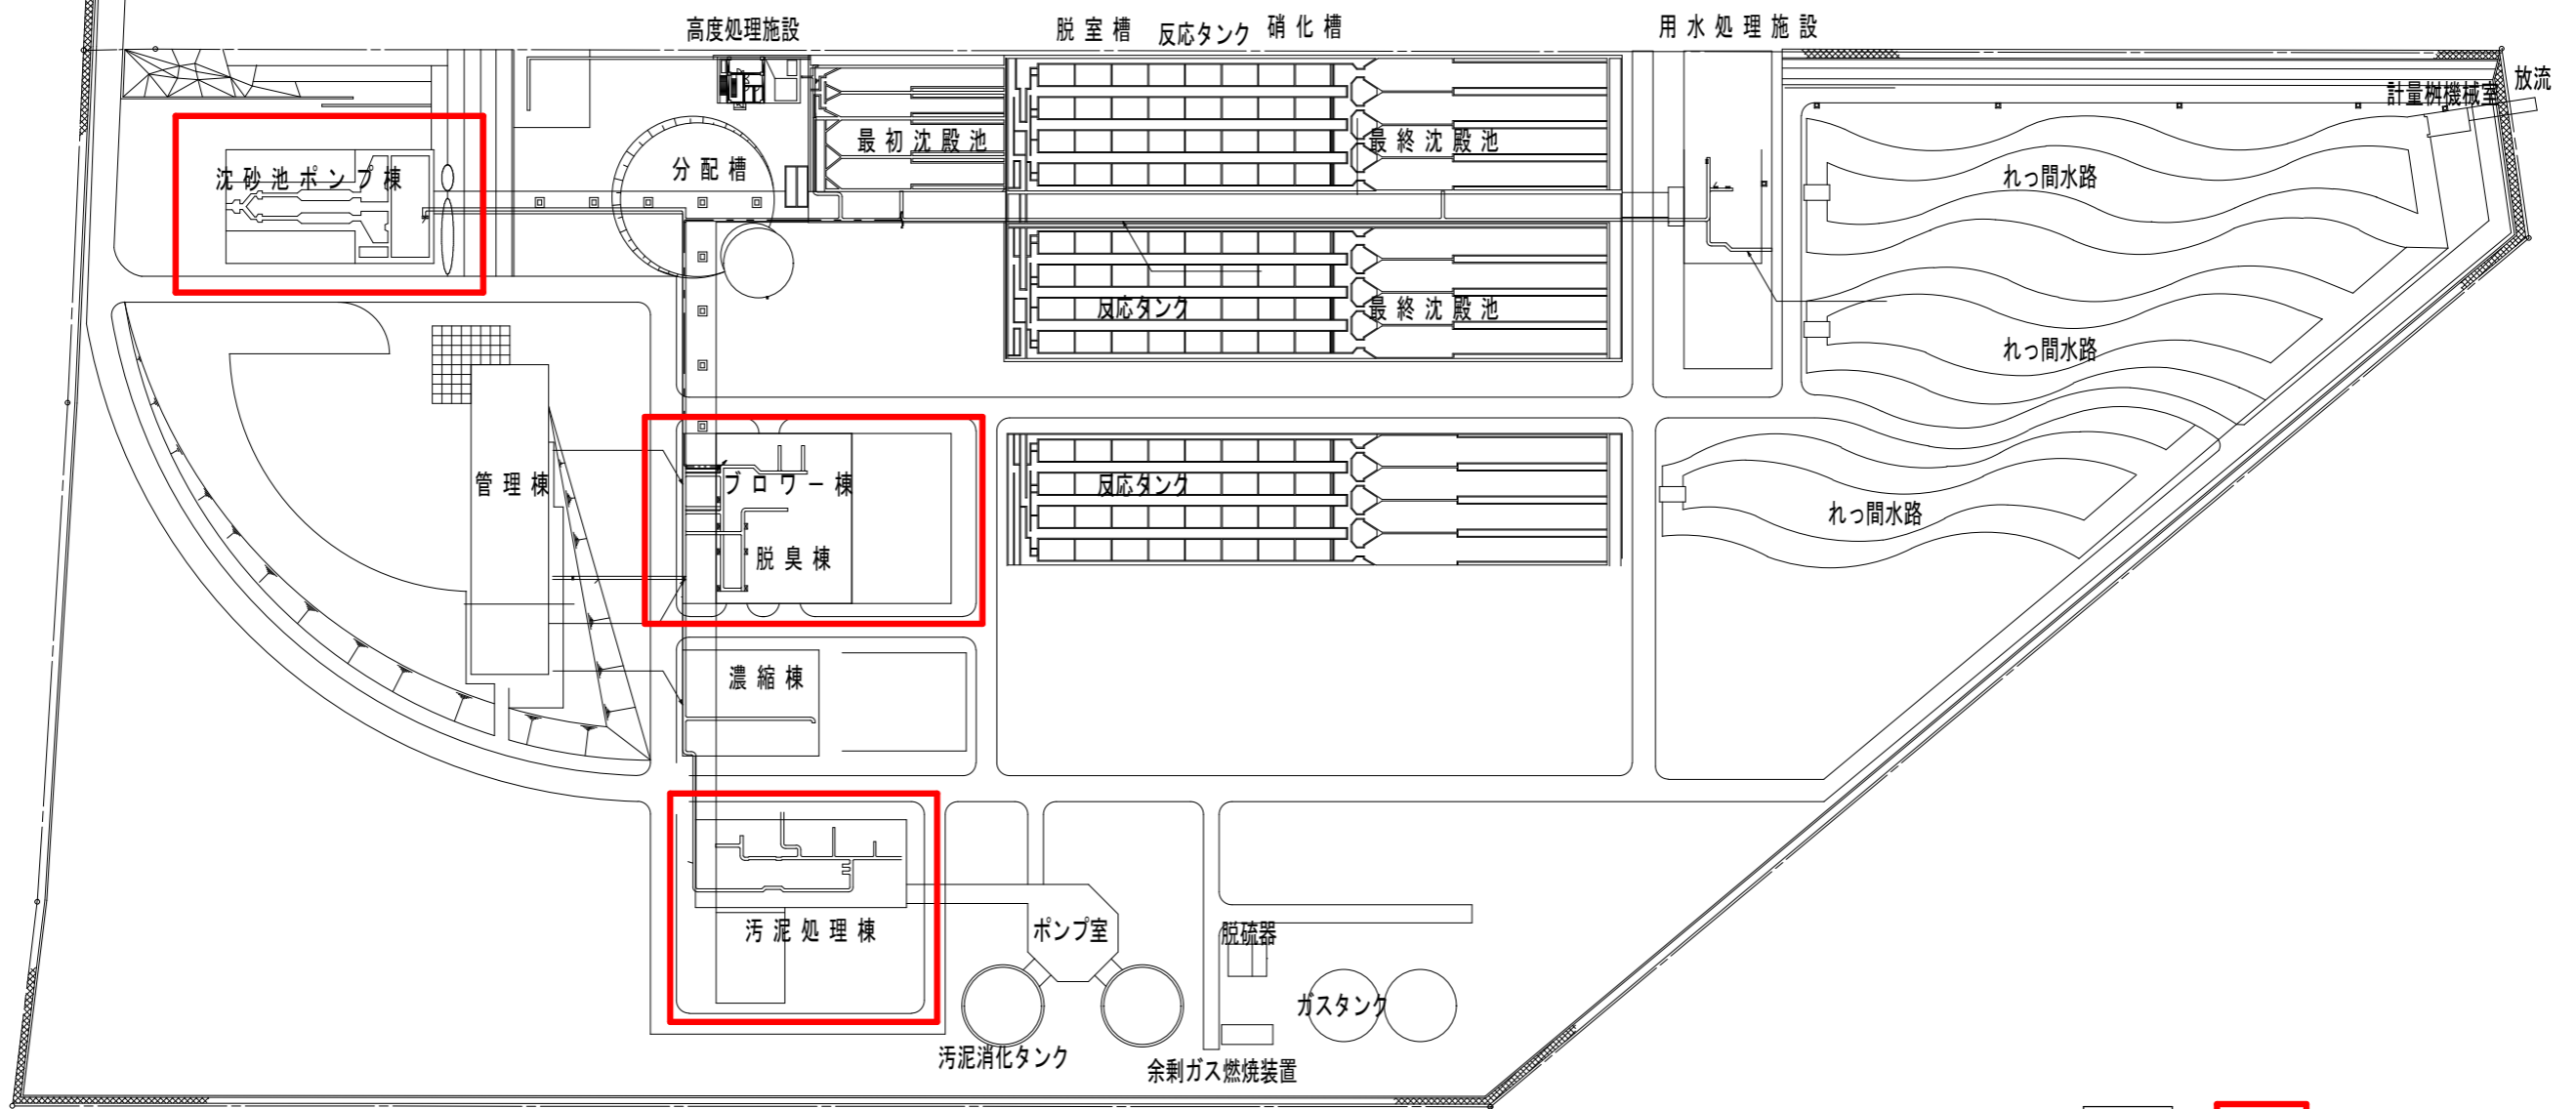 高度処理施設
脱室槽
反応タンク
硝化槽
用水処理施設
放流
計量桝機械室
最初沈殿池
最終沈殿池
分配槽
沈砂池ポンプ棟
れっ間水路
反応タンク
最終沈殿池
れっ間水路
管理棟
ブロワー棟
反応タンク
れっ間水路
脱臭棟
濃縮棟
汚泥処理棟
ポンプ室
脱硫器
ガスタンク
汚泥消化タンク
余剰ガス燃焼装置